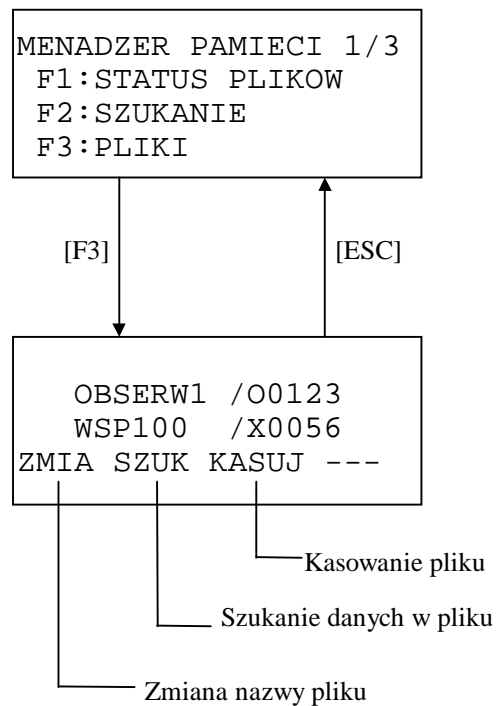 MENADZER PAMIECI 1/3
F1:STATUS PLIKOW
F2:SZUKANIE
F3:PLIKI
[F3]
[ESC]
OBSERW1 /O0123
WSP100 /X0056
ZMIA SZUK KASUJ ---
Kasowanie pliku
Szukanie danych w pliku
Zmiana nazwy pliku